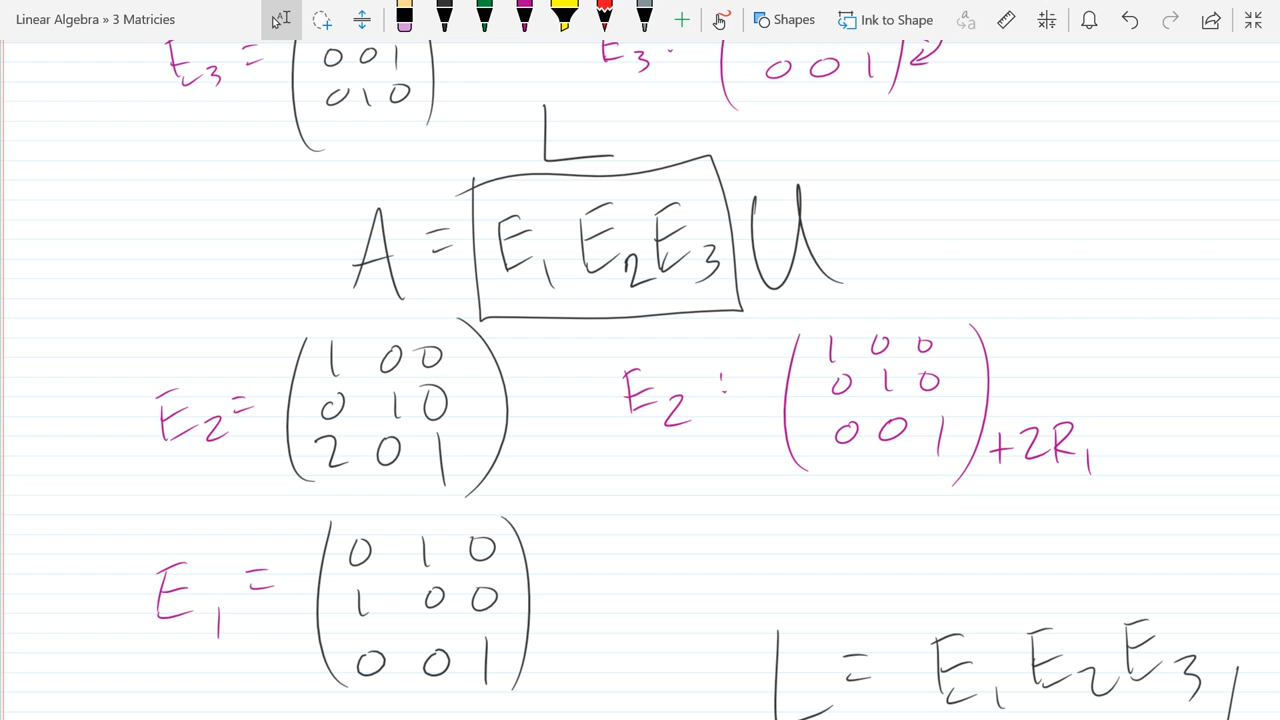 Linear Algebra » 3 Matricies
Shapes
Ink to Shape
E3 =
0 0 1
0 1 0
E3 :
0 0 1
L
A = E1 E2 E3 U
E2 =
1 0 0
0 1 0
2 0 1
E2 :
1 0 0
0 1 0
0 0 1 +2R1
E1 =
0 1 0
1 0 0
0 0 1
L = E1 E2 E3